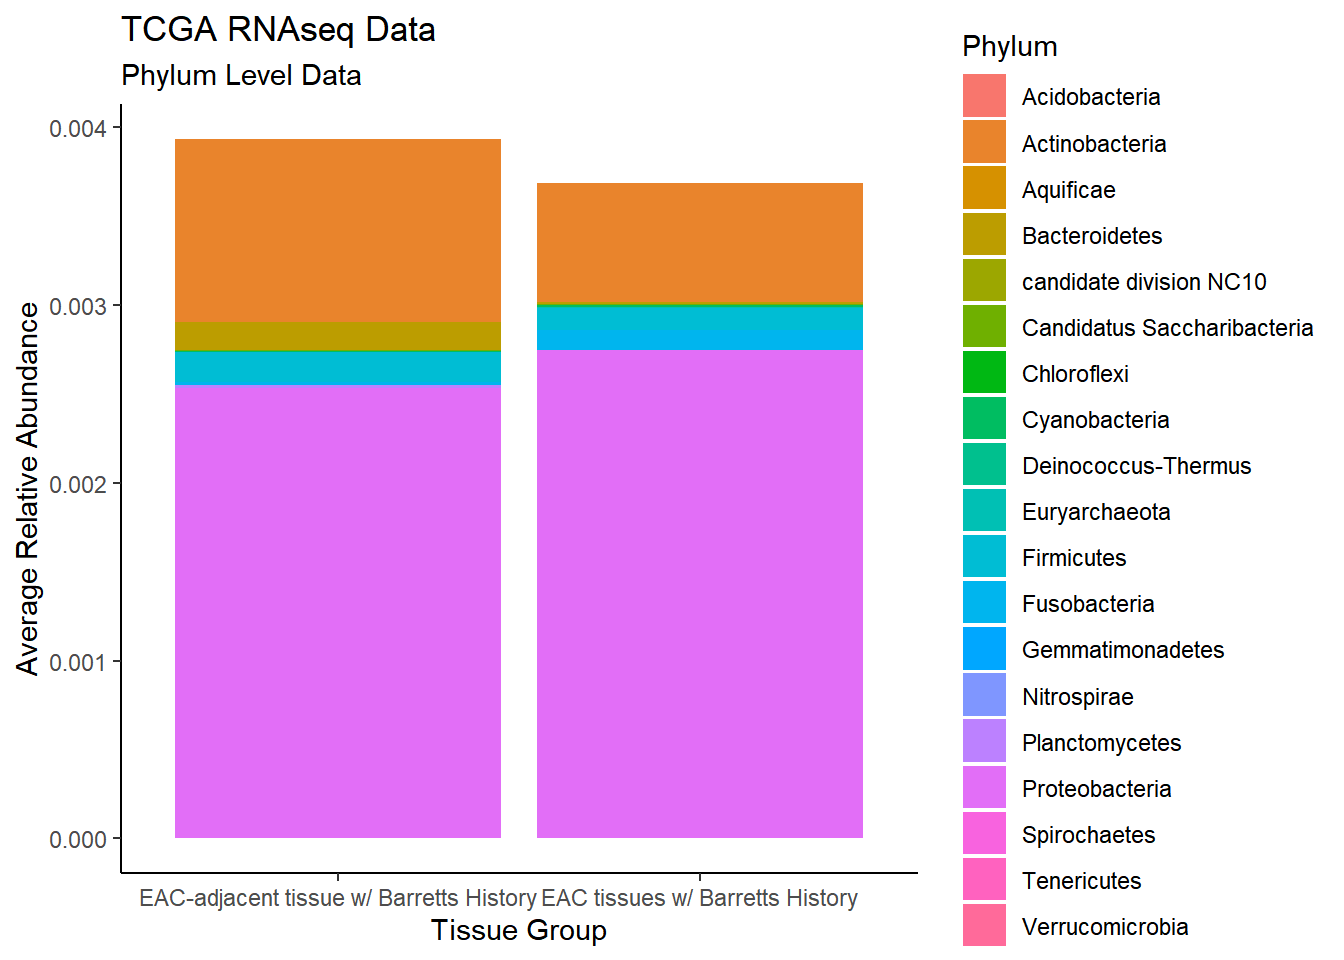 TCGA RNAseq Data
Phylum Level Data
Average Relative Abundance
0.004
0.003
0.002
0.001
0.000
EAC-adjacent tissue w/ Barretts History
EAC tissues w/ Barretts History
Tissue Group
Phylum
Acidobacteria
Actinobacteria
Aquificae
Bacteroidetes
candidate division NC10
Candidatus Saccharibacteria
Chloroflexi
Cyanobacteria
Deinococcus-Thermus
Euryarchaeota
Firmicutes
Fusobacteria
Gemmatimonadetes
Nitrospirae
Planctomycetes
Proteobacteria
Spirochaetes
Tenericutes
Verrucomicrobia